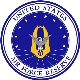 UNITED STATES
AIR FORCE RESERVE